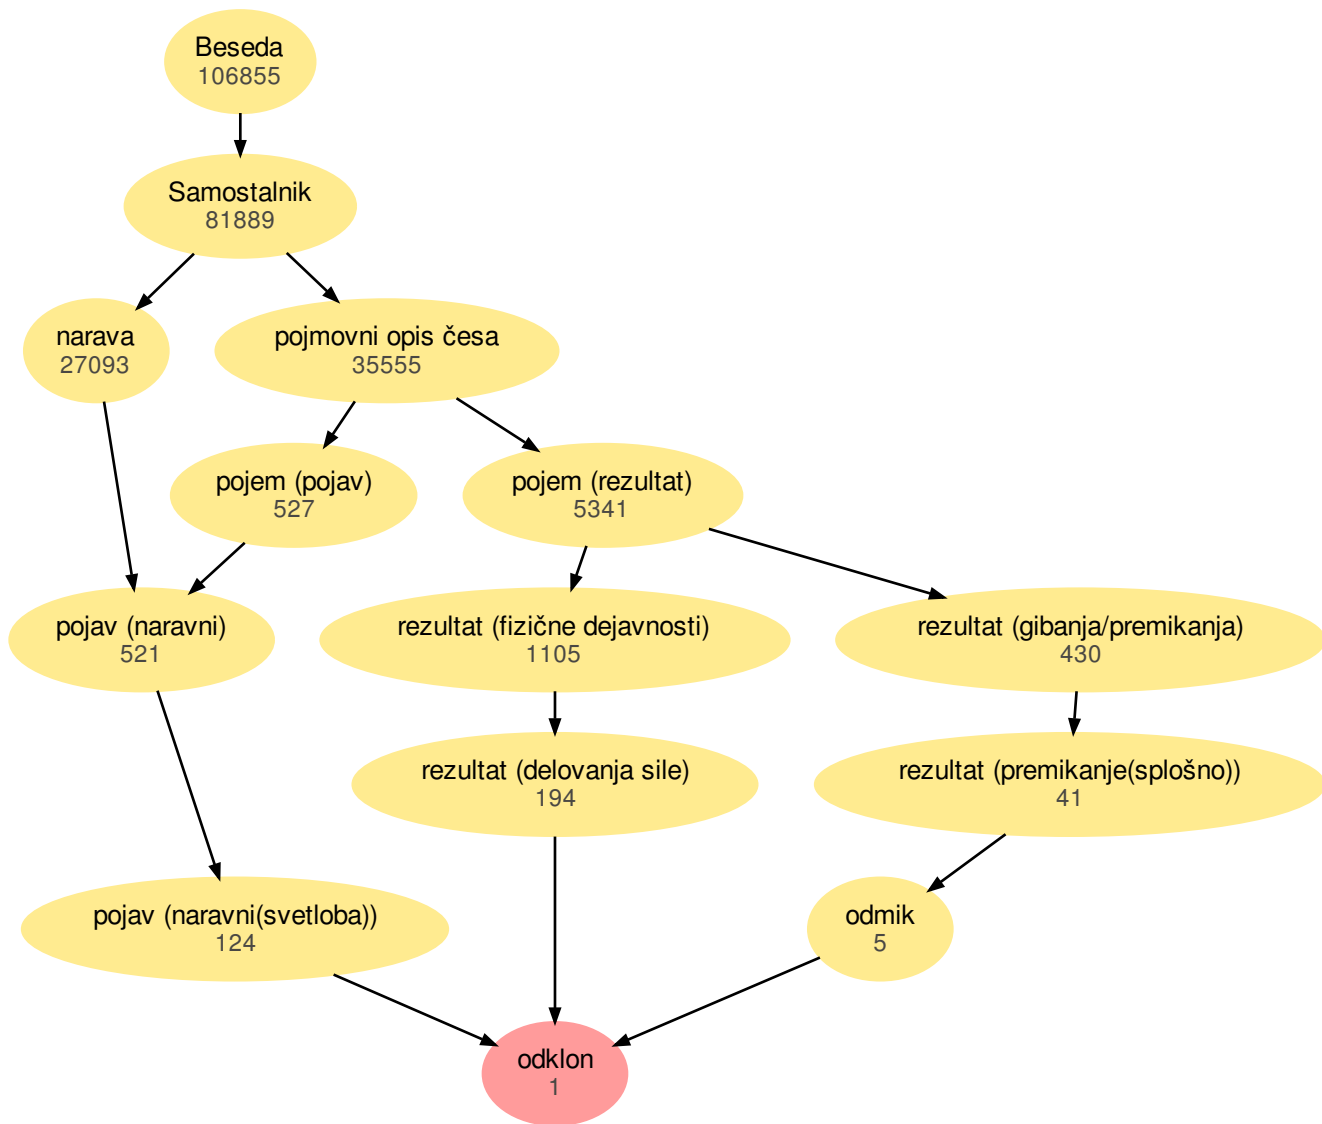 Beseda
106855
Samostalnik
81889
narava
27093
pojmovni opis česa
35555
pojem (pojav)
527
pojem (rezultat)
5341
pojav (naravni)
521
rezultat (fizične dejavnosti)
1105
rezultat (gibanja/premikanja)
430
rezultat (delovanja sile)
194
rezultat (premikanje(splošno))
41
pojav (naravni(svetloba))
124
odmik
5
odklon
1